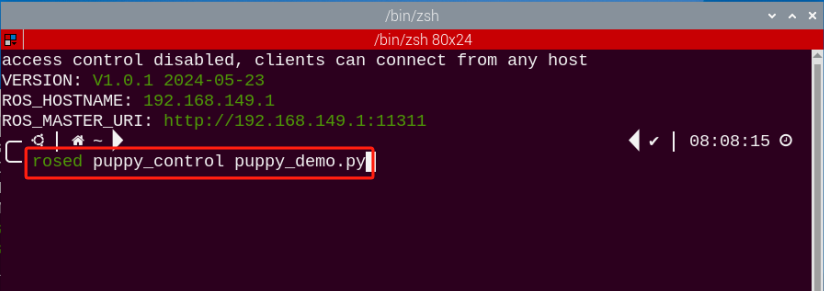 /bin/zsh
/bin/zsh 80x24
access control disabled, clients can connect from any host
VERSION: V1.0.1 2024-05-23
ROS_HOSTNAME: 192.168.149.1
ROS_MASTER_URI: http://192.168.149.1:11311
~ ✔ 08:08:15
rosed puppy_control puppy_demo.py